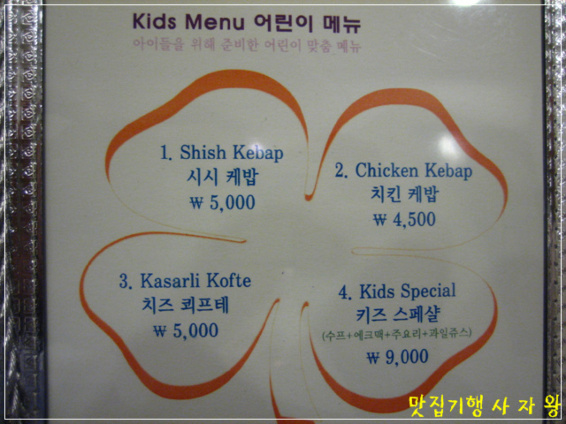 Kids Menu 어린이 메뉴
아이들을 위해 준비한 어린이 맞춤 메뉴
1. Shish Kebap
시시 케밥
₩ 5,000
2. Chicken Kebap
치킨 케밥
₩ 4,500
3. Kasarli Kofte
치즈 쾨프테
₩ 5,000
4. Kids Special
키즈 스페샬
(수프+에크맥+주요리+과일쥬스)
₩ 9,000
맛집기행 사 자 왕